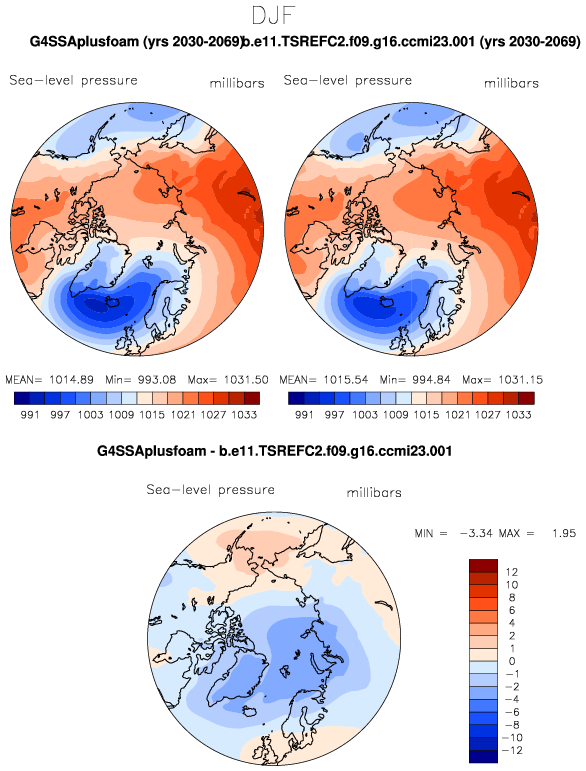 DJF
G4SSAplusfoam (yrs 2030-2069)b.e11.TSREFC2.f09.g16.ccmi23.001 (yrs 2030-2069)
Sea-level pressure millibars Sea-level pressure millibars
MEAN= 1014.89 Min= 993.08 Max= 1031.50 MEAN= 1015.54 Min= 994.84 Max= 1031.15
991 997 1003 1009 1015 1021 1027 1033 991 997 1003 1009 1015 1021 1027 1033
G4SSAplusfoam - b.e11.TSREFC2.f09.g16.ccmi23.001
Sea-level pressure millibars
MIN = -3.34 MAX = 1.95
12
10
8
6
4
2
1
0
-1
-2
-4
-6
-8
-10
-12